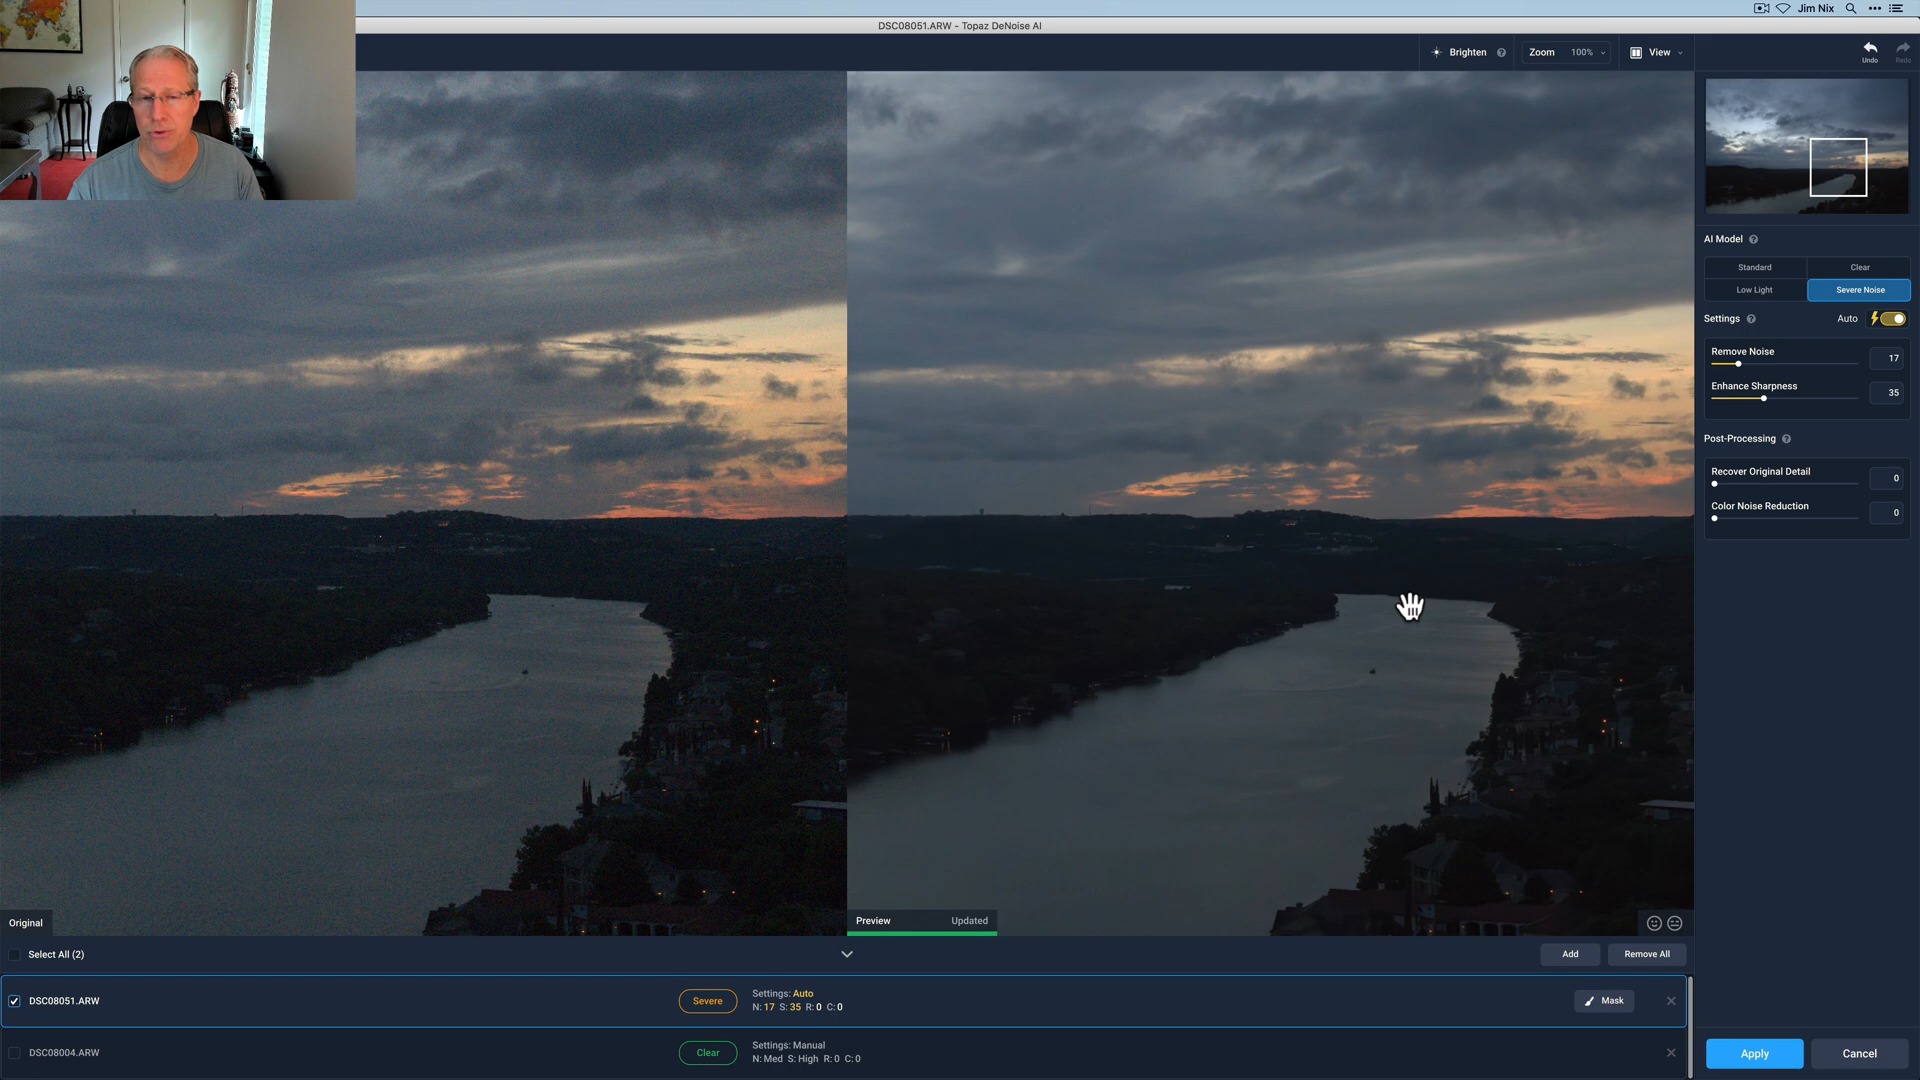 Jim Nix
DSC08051.ARW - Topaz DeNoise AI
Brighten
Zoom 100%
View
Undo
Redo
AI Model
Standard
Clear
Low Light
Severe Noise
Settings
Auto
Remove Noise
17
Enhance Sharpness
35
Post-Processing
Recover Original Detail
0
Color Noise Reduction
0
Original
Preview
Updated
Select All (2)
Add
Remove All
DSC08051.ARW
Severe
Settings: Auto
N: 17 S: 35 R: 0 C: 0
Mask
DSC08004.ARW
Clear
Settings: Manual
N: Med S: High R: 0 C: 0
Apply
Cancel